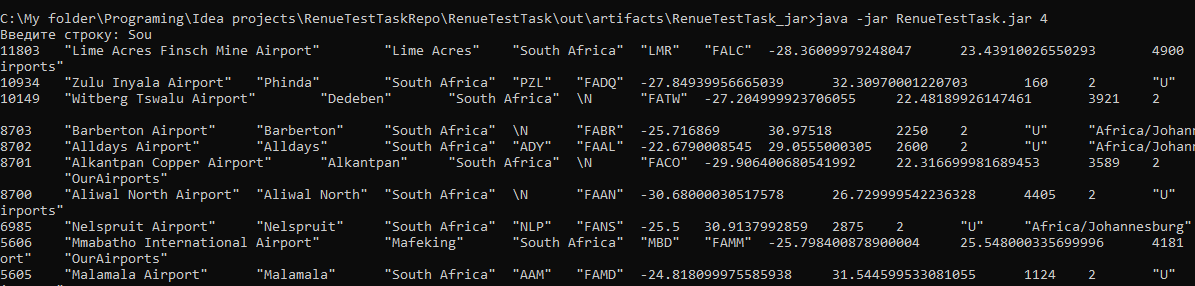 C:\My folder\Programing\Idea projects\RenueTestTaskRepo\RenueTestTask\out\artifacts\RenueTestTask_jar>java -jar RenueTestTask.jar 4
Введите строку: Sou
11803 "Lime Acres Finsch Mine Airport" "Lime Acres" "South Africa" "LMR" "FALC" -28.36009979248047 23.43910026550293 4900
irports"
10934 "Zulu Inyala Airport" "Phinda" "South Africa" "PZL" "FADQ" -27.84939956665039 32.30970001220703 160 2 "U"
10149 "Witberg Tswalu Airport" "Dedeben" "South Africa" \N "FATW" -27.204999923706055 22.48189926147461 3921 2
8703 "Barberton Airport" "Barberton" "South Africa" \N "FABR" -25.716869 30.97518 2250 2 "U" "Africa/Johan
8702 "Alldays Airport" "Alldays" "South Africa" "ADY" "FAAL" -22.6790008545 29.0555000305 2600 2 "U" "Africa/Joh
8701 "Alkantpan Copper Airport" "Alkantpan" "South Africa" \N "FACO" -29.906400680541992 22.316699981689453 3589 2
"OurAirports"
8700 "Aliwal North Airport" "Aliwal North" "South Africa" \N "FAAN" -30.68000030517578 26.729999542236328 4405 2 "U"
irports"
6985 "Nelspruit Airport" "Nelspruit" "South Africa" "NLP" "FANS" -25.5 30.9137992859 2875 2 "U" "Africa/Johannesburg"
5606 "Mmabatho International Airport" "Mafeking" "South Africa" "MBD" "FAMM" -25.798400878900004 25.548000335699996 4181
ort" "OurAirports"
5605 "Malamala Airport" "Malamala" "South Africa" "AAM" "FAMD" -24.818099975585938 31.544599533081055 1124 2 "U"